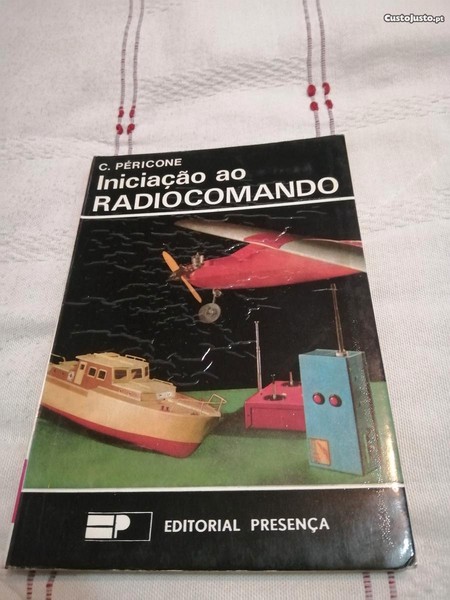 CustoJusto.pt
C. PÉRICONE
Iniciação ao
RADIOCOMANDO
EP EDITORIAL PRESENÇA